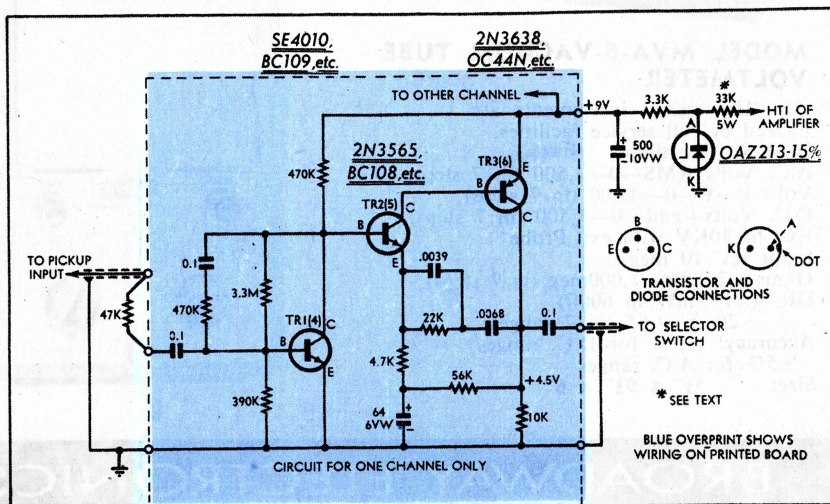 SE4010,
BC109,etc.
2N3638,
OC44N,etc.
TO OTHER CHANNEL
+9V
3.3K
*
33K
5W
HT1 OF
AMPLIFIER
A
K
OAZ213-15%
+
500
-10VW
2N3565,
BC108,etc.
470K
TR3(6)
B
E
C
TR2(5)
B
C
E
TO PICKUP
INPUT
0.1
470K
3.3M
.0039
22K
.0068
0.1
TO SELECTOR
SWITCH
47K
0.1
TR1(4)
B
C
E
4.7K
56K
+4.5V
390K
64
6VW
+
-
10K
B
E
C
K
A
DOT
TRANSISTOR AND
DIODE CONNECTIONS
* SEE TEXT
BLUE OVERPRINT SHOWS
WIRING ON PRINTED BOARD
CIRCUIT FOR ONE CHANNEL ONLY